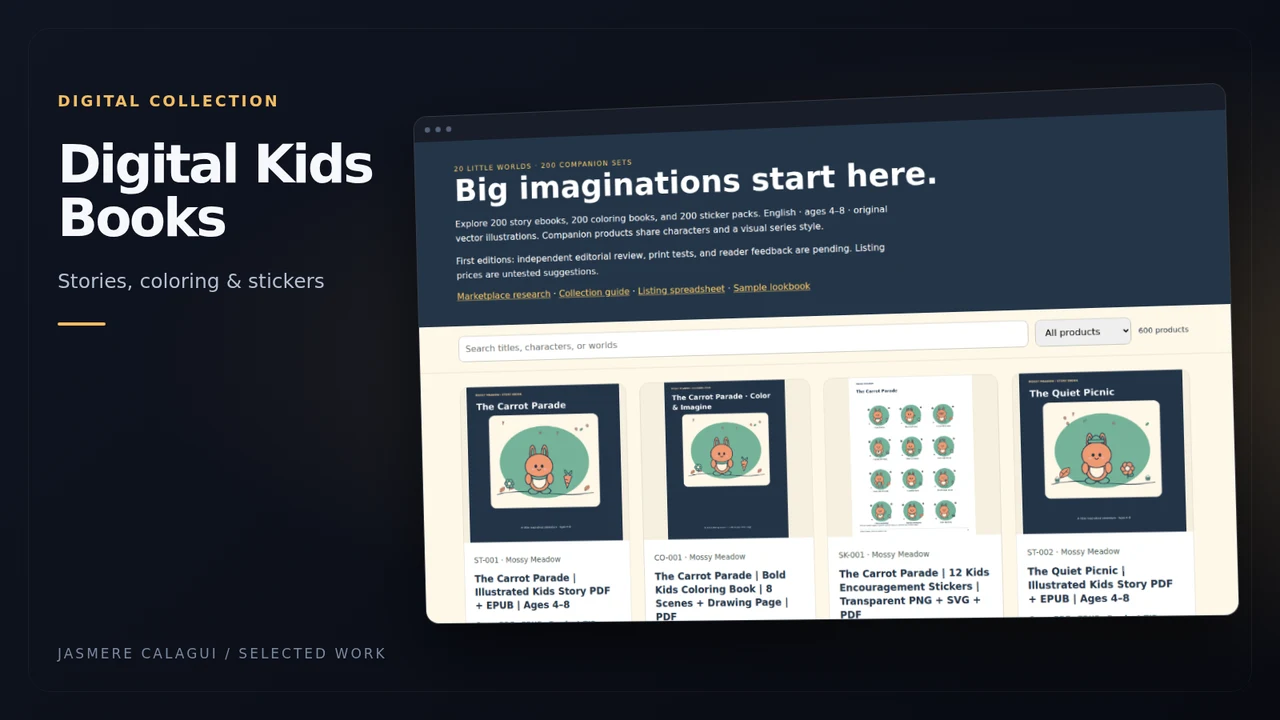 DIGITAL COLLECTION
Digital Kids
Books
Stories, coloring & stickers
JASMERE CALAGUI / SELECTED WORK
20 LITTLE WORLDS · 200 COMPANION SETS
Big imaginations start here.
Explore 200 story ebooks, 200 coloring books, and 200 sticker packs. English · ages 4–8 · original
vector illustrations. Companion products share characters and a visual series style.
First editions: independent editorial review, print tests, and reader feedback are pending. Listing
prices are untested suggestions.
Marketplace research · Collection guide · Listing spreadsheet · Sample lookbook
Search titles, characters, or worlds
All products
600 products
The Carrot Parade
ST-001 · Mossy Meadow
The Carrot Parade |
Illustrated Kids Story PDF
+ EPUB | Ages 4–8
The Carrot Parade · Color
& Imagine
CO-001 · Mossy Meadow
The Carrot Parade | Bold
Kids Coloring Book | 8
Scenes + Drawing Page |
PDF
The Carrot Parade
SK-001 · Mossy Meadow
The Carrot Parade | 12 Kids
Encouragement Stickers |
Transparent PNG + SVG +
PDF
The Quiet Picnic
ST-002 · Mossy Meadow
The Quiet Picnic |
Illustrated Kids Story PDF
+ EPUB | Ages 4–8